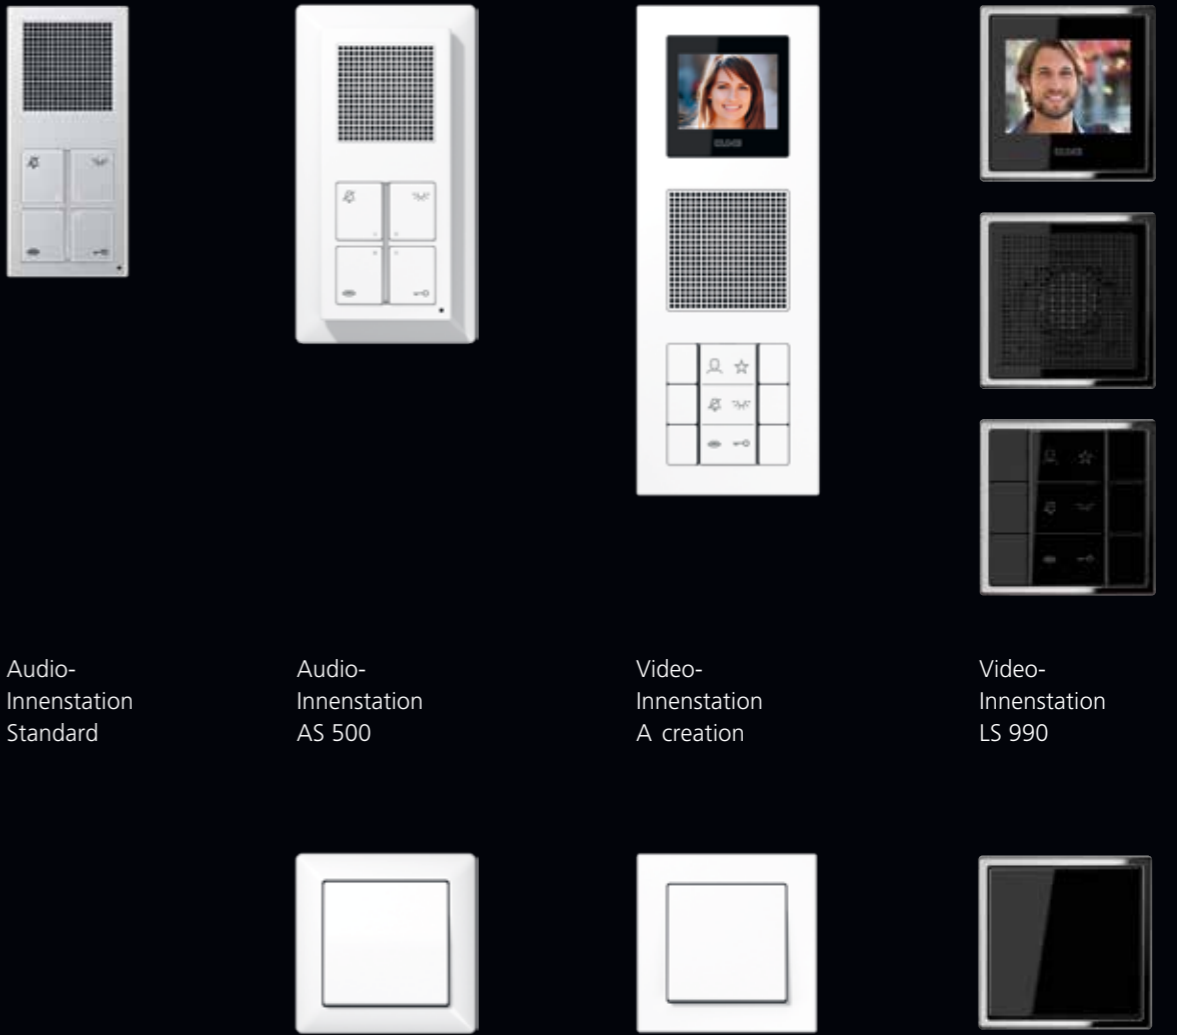 Audio-
Innenstation
Standard
Audio-
Innenstation
AS 500
Video-
Innenstation
A creation
Video-
Innenstation
LS 990